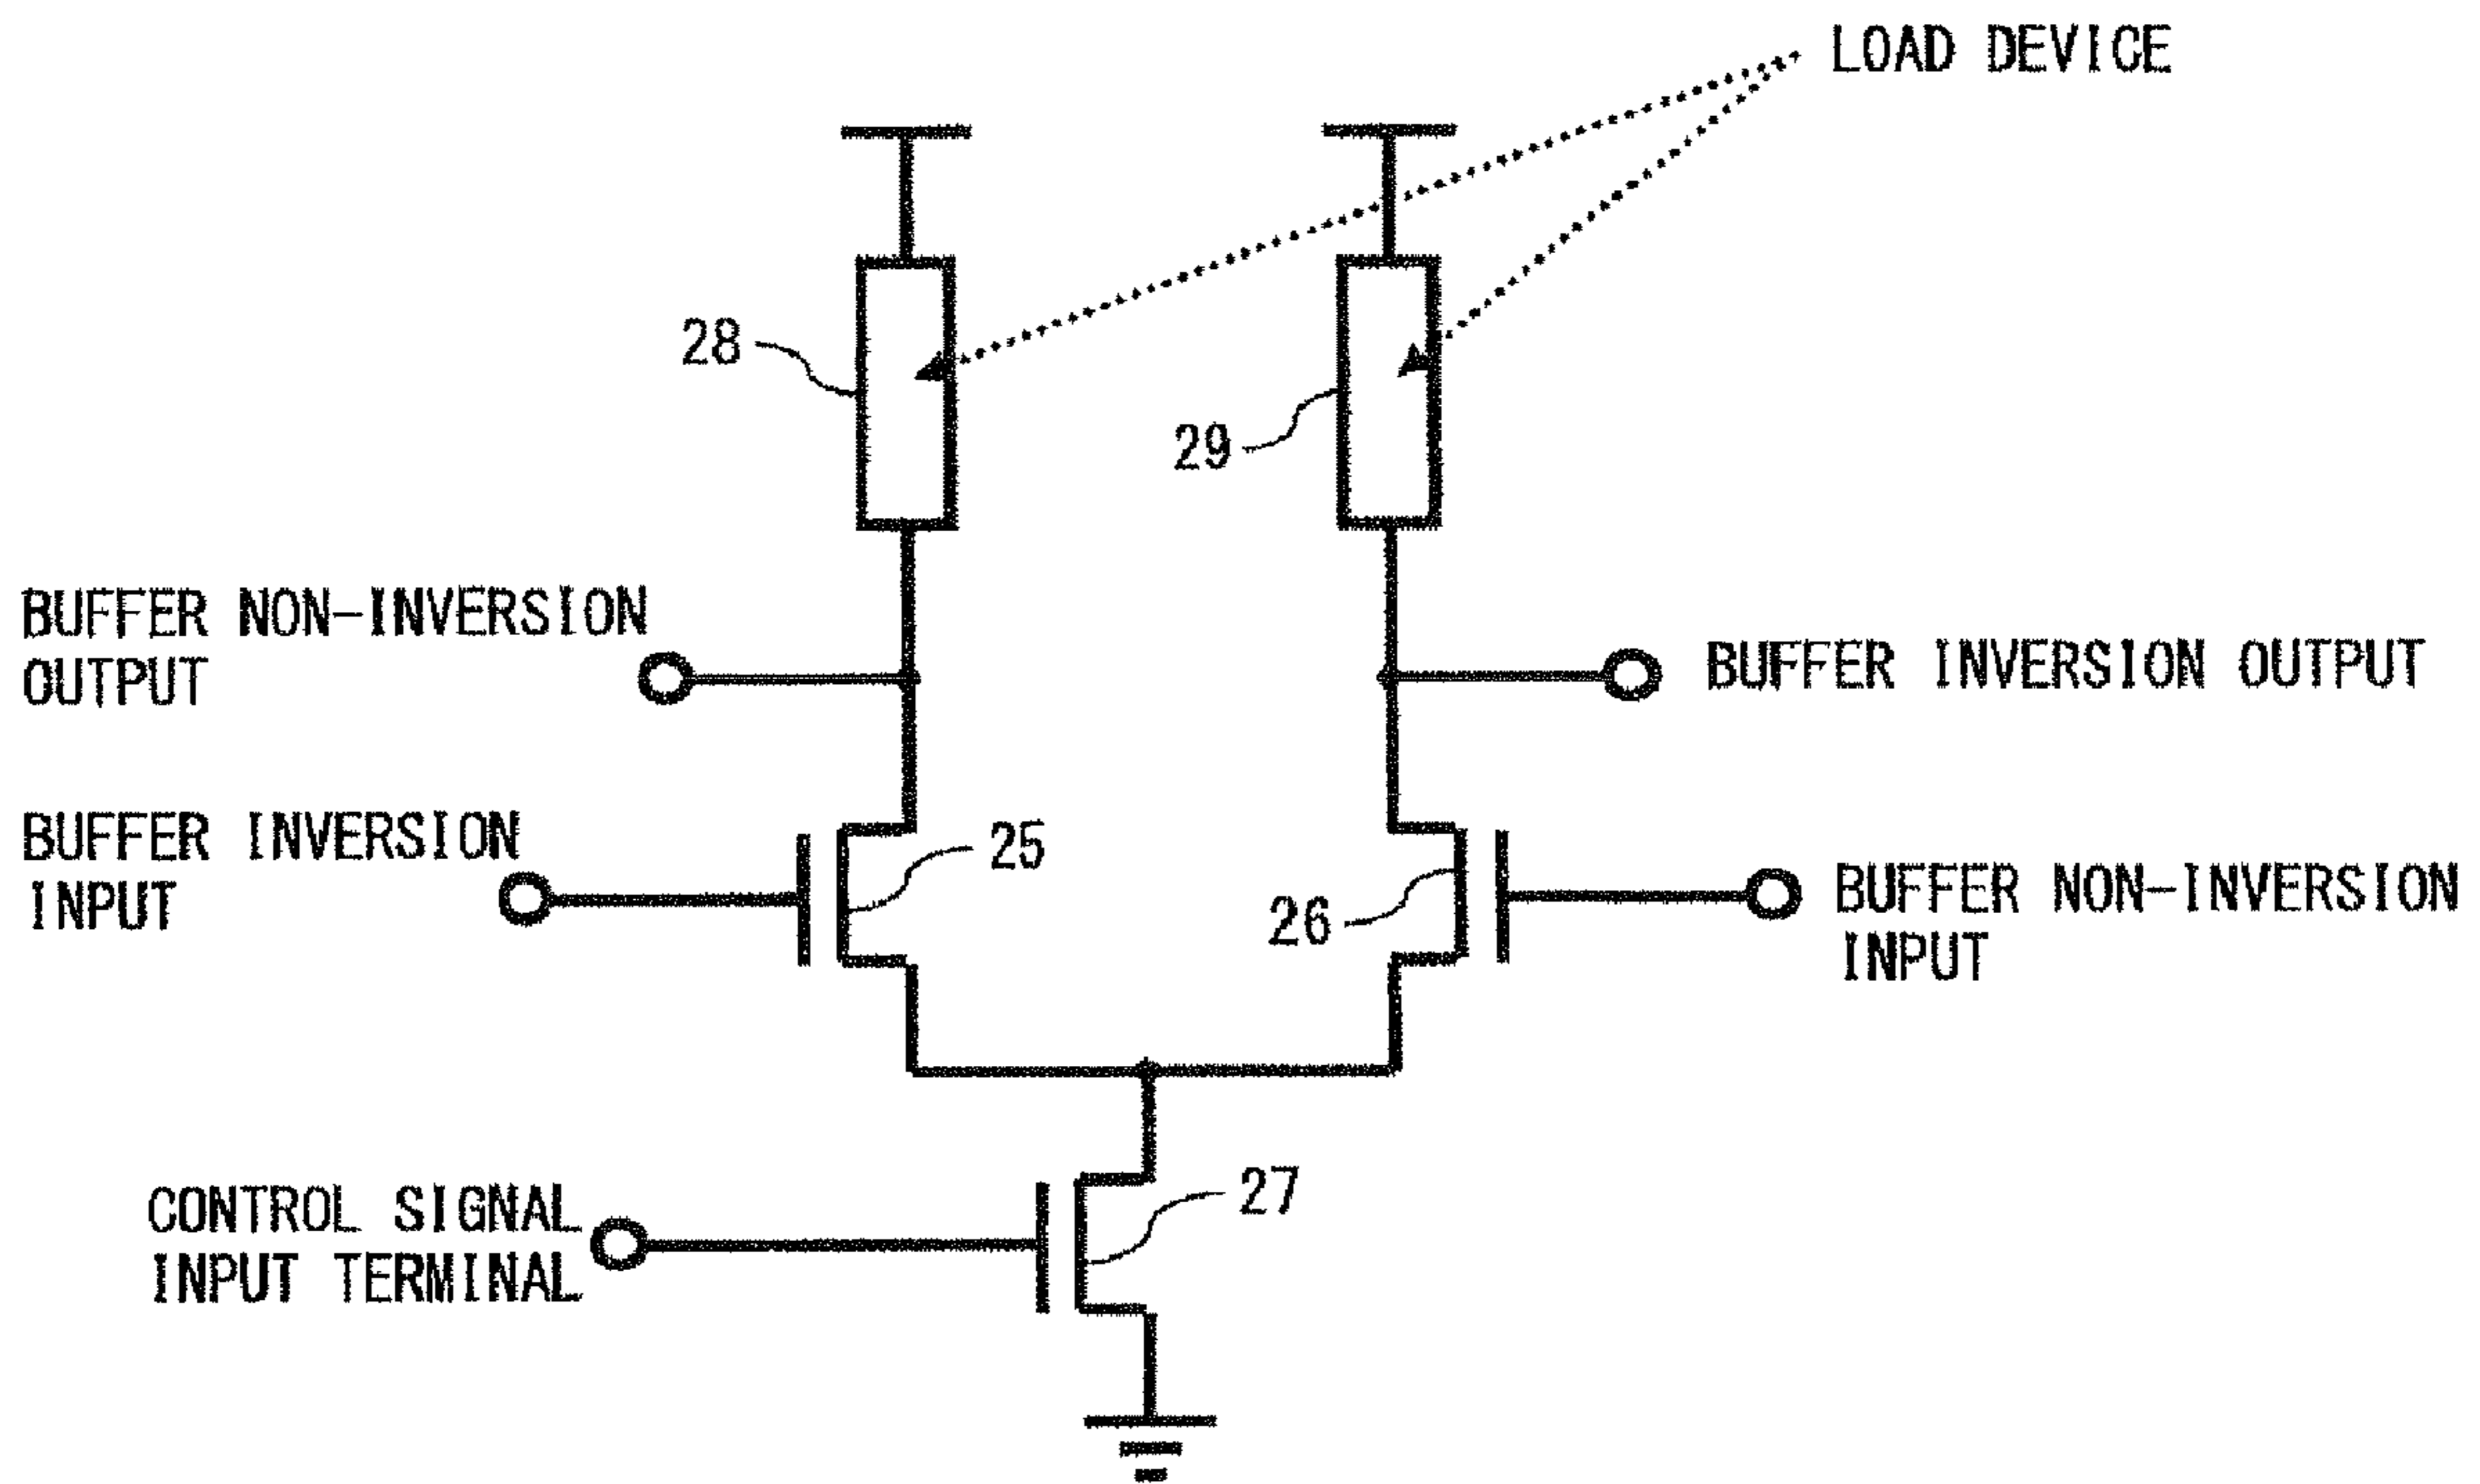 LOAD DEVICE
28
29
BUFFER NON-INVERSION
OUTPUT
BUFFER INVERSION OUTPUT
BUFFER INVERSION
INPUT
25
26
BUFFER NON-INVERSION
INPUT
CONTROL SIGNAL
INPUT TERMINAL
27